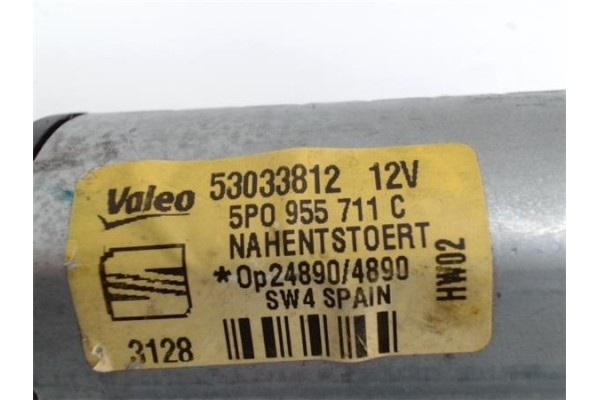 Valeo 53033812 12V
5P0 955 711 C
NAHENTSTOERT
*Op24890/4890
SW4 SPAIN
3128
HW02